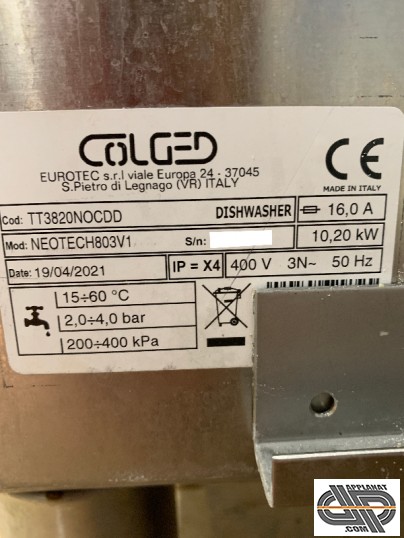 COLGED
EUROTEC s.r.l viale Europa 24 - 37045
S.Pietro di Legnago (VR) ITALY
CE
MADE IN ITALY
Cod: TT3820NOCDD DISHWASHER 16,0 A
Mod: NEOTECH803V1 S/n: 10,20 kW
Date: 19/04/2021 IP = X4 400 V 3N~ 50 Hz
15÷60 °C
2,0÷4,0 bar
200÷400 kPa
APPLANAT
.COM